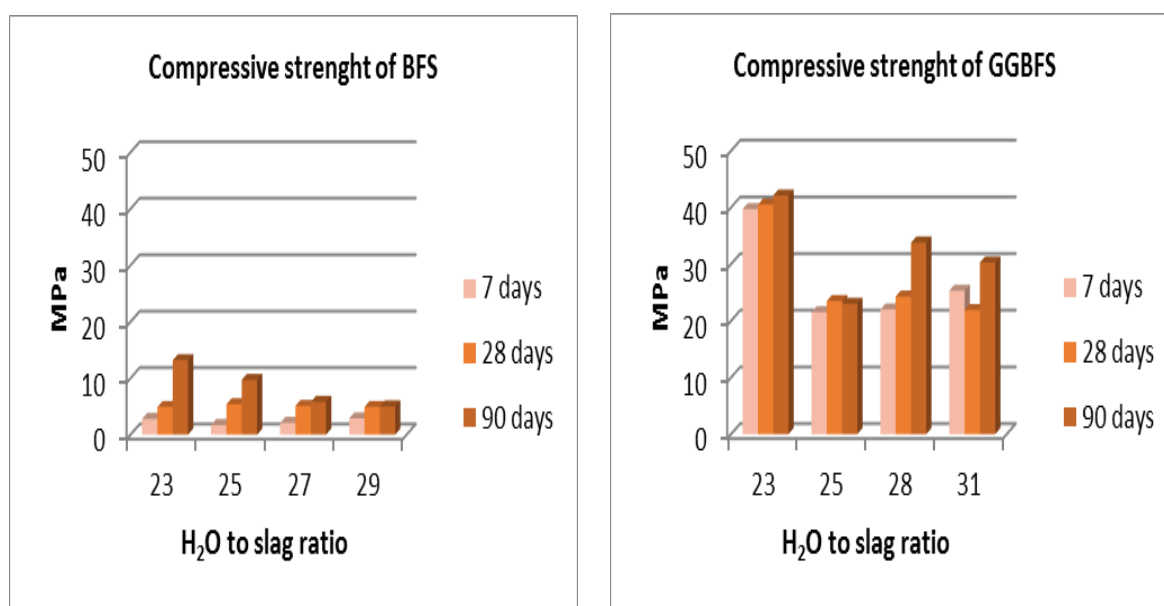 Compressive strenght of BFS
50
40
30
20
10
0
MPa
23 25 27 29
H₂O to slag ratio
7 days
28 days
90 days
Compressive strenght of GGBFS
50
40
30
20
10
0
MPa
23 25 28 31
H₂O to slag ratio
7 days
28 days
90 days